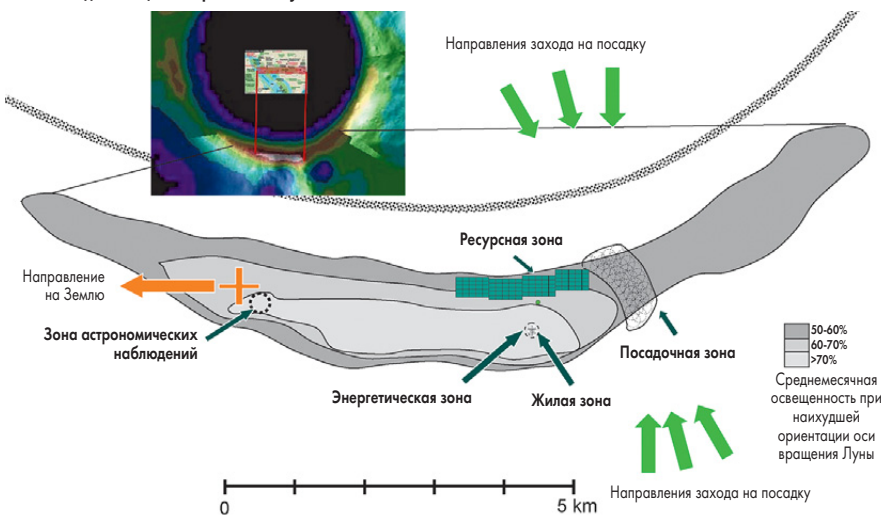 Направления захода на посадку
Ресурсная зона
Направление
на Землю
Зона астрономических
наблюдений
Посадочная зона
50-60%
60-70%
>70%
Энергетическая зона
Жилая зона
Среднемесячная
освещенность при
наихудшей
ориентации оси
вращения Луны
Направления захода на посадку
0
5 km